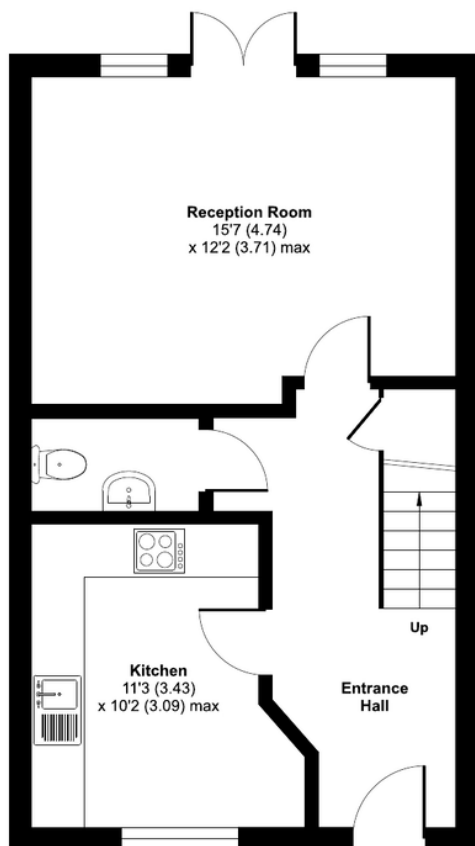 Reception Room
15'7 (4.74)
x 12'2 (3.71) max
Up
Kitchen
11'3 (3.43)
x 10'2 (3.09) max
Entrance
Hall